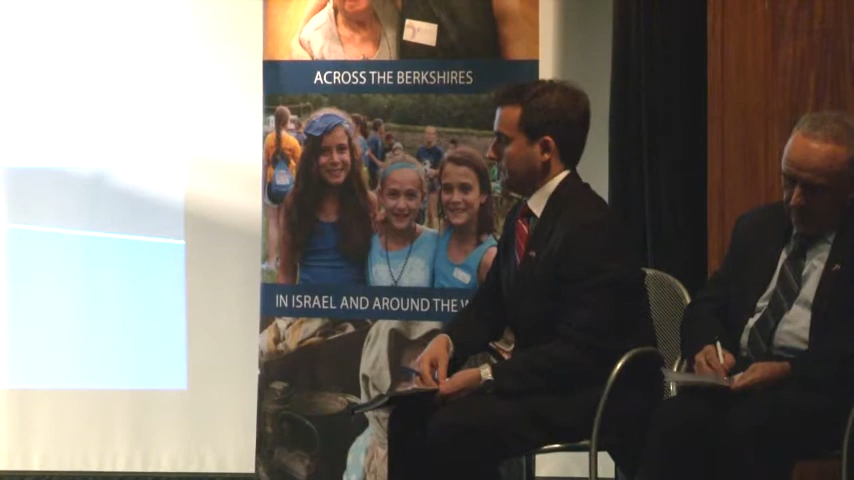 ACROSS THE BERKSHIRES
IN ISRAEL AND AROUND THE